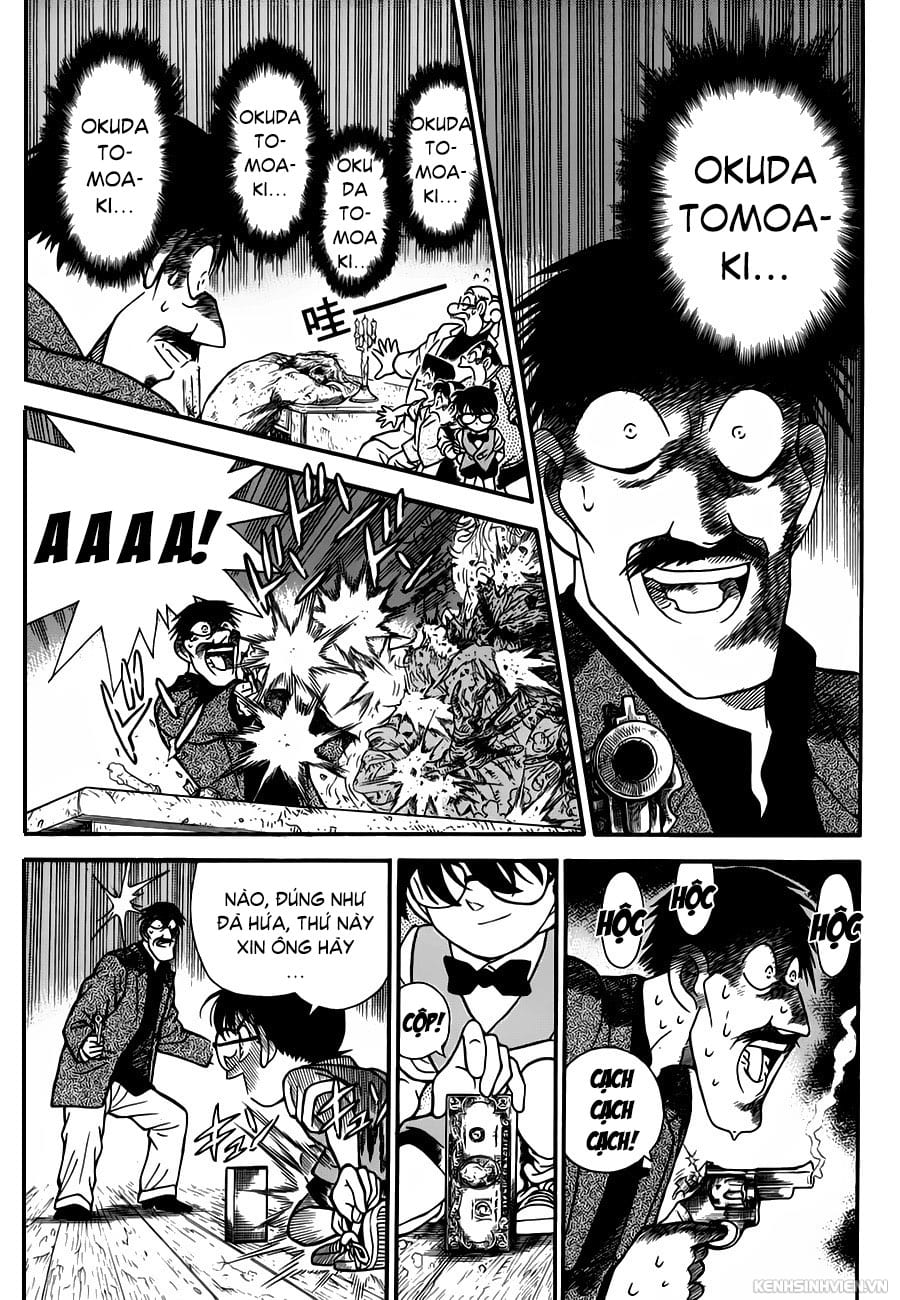 OKUDA
TOMOA-
KI...
OKUDA
TO-
MOA-
KI...
OKU
DA
TO-
MOA
KI...
OKUDA
TO-
MOA-
KI...
OKUDA
TO-
MOA-
KI...
哇
AAAA!
HỘC
HỘC
HỘC
CẠCH
CẠCH
CẠCH!
CỘP!
NÀO, ĐÚNG NHƯ
ĐÃ HỨA, THỨ NÀY
XIN ÔNG HÃY
...
KENHSINHVIEN.VN